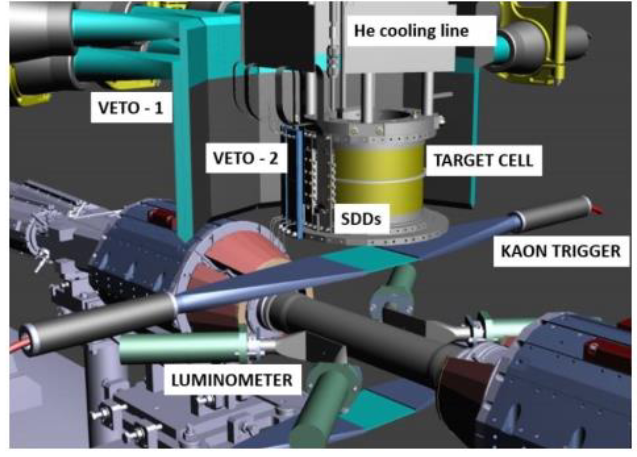 He cooling line
VETO - 1
VETO - 2
TARGET CELL
SDDs
KAON TRIGGER
LUMINOMETER